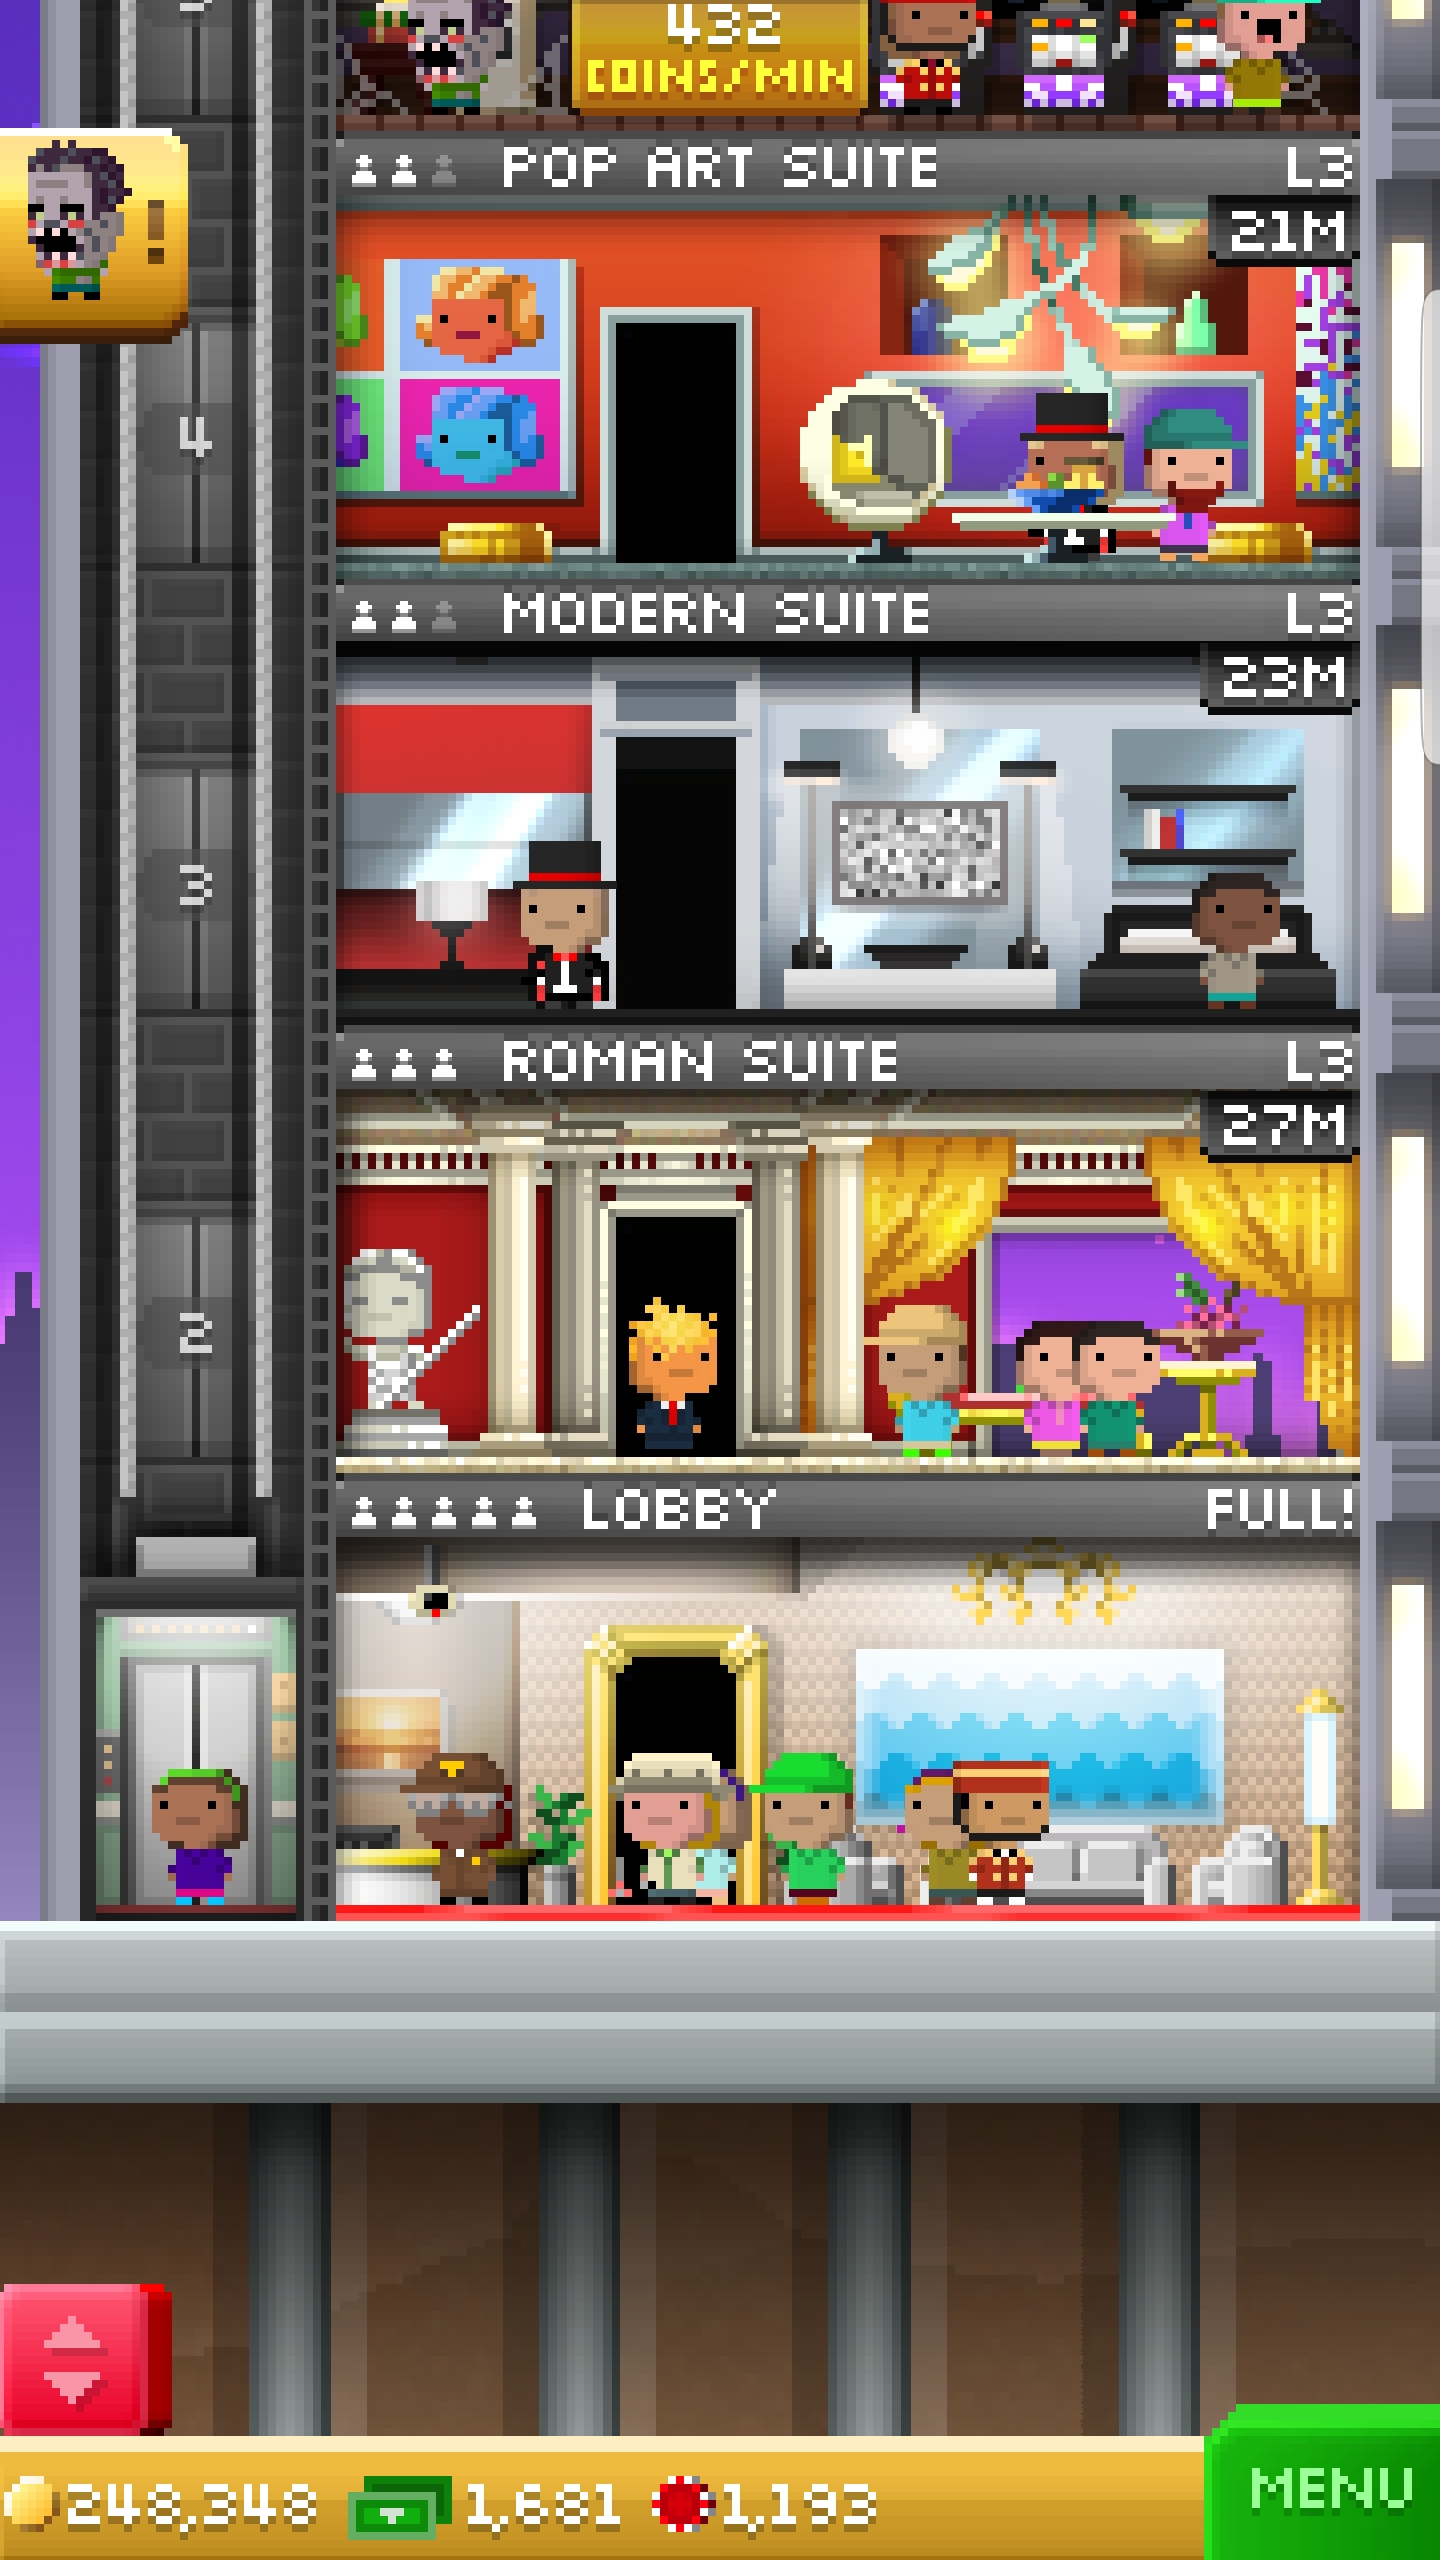 432
COINS/MIN
POP ART SUITE L3
21M
!
4
MODERN SUITE L3
23M
3
ROMAN SUITE L3
27M
2
LOBBY FULL!
248,348 1,681 1,193
MENU